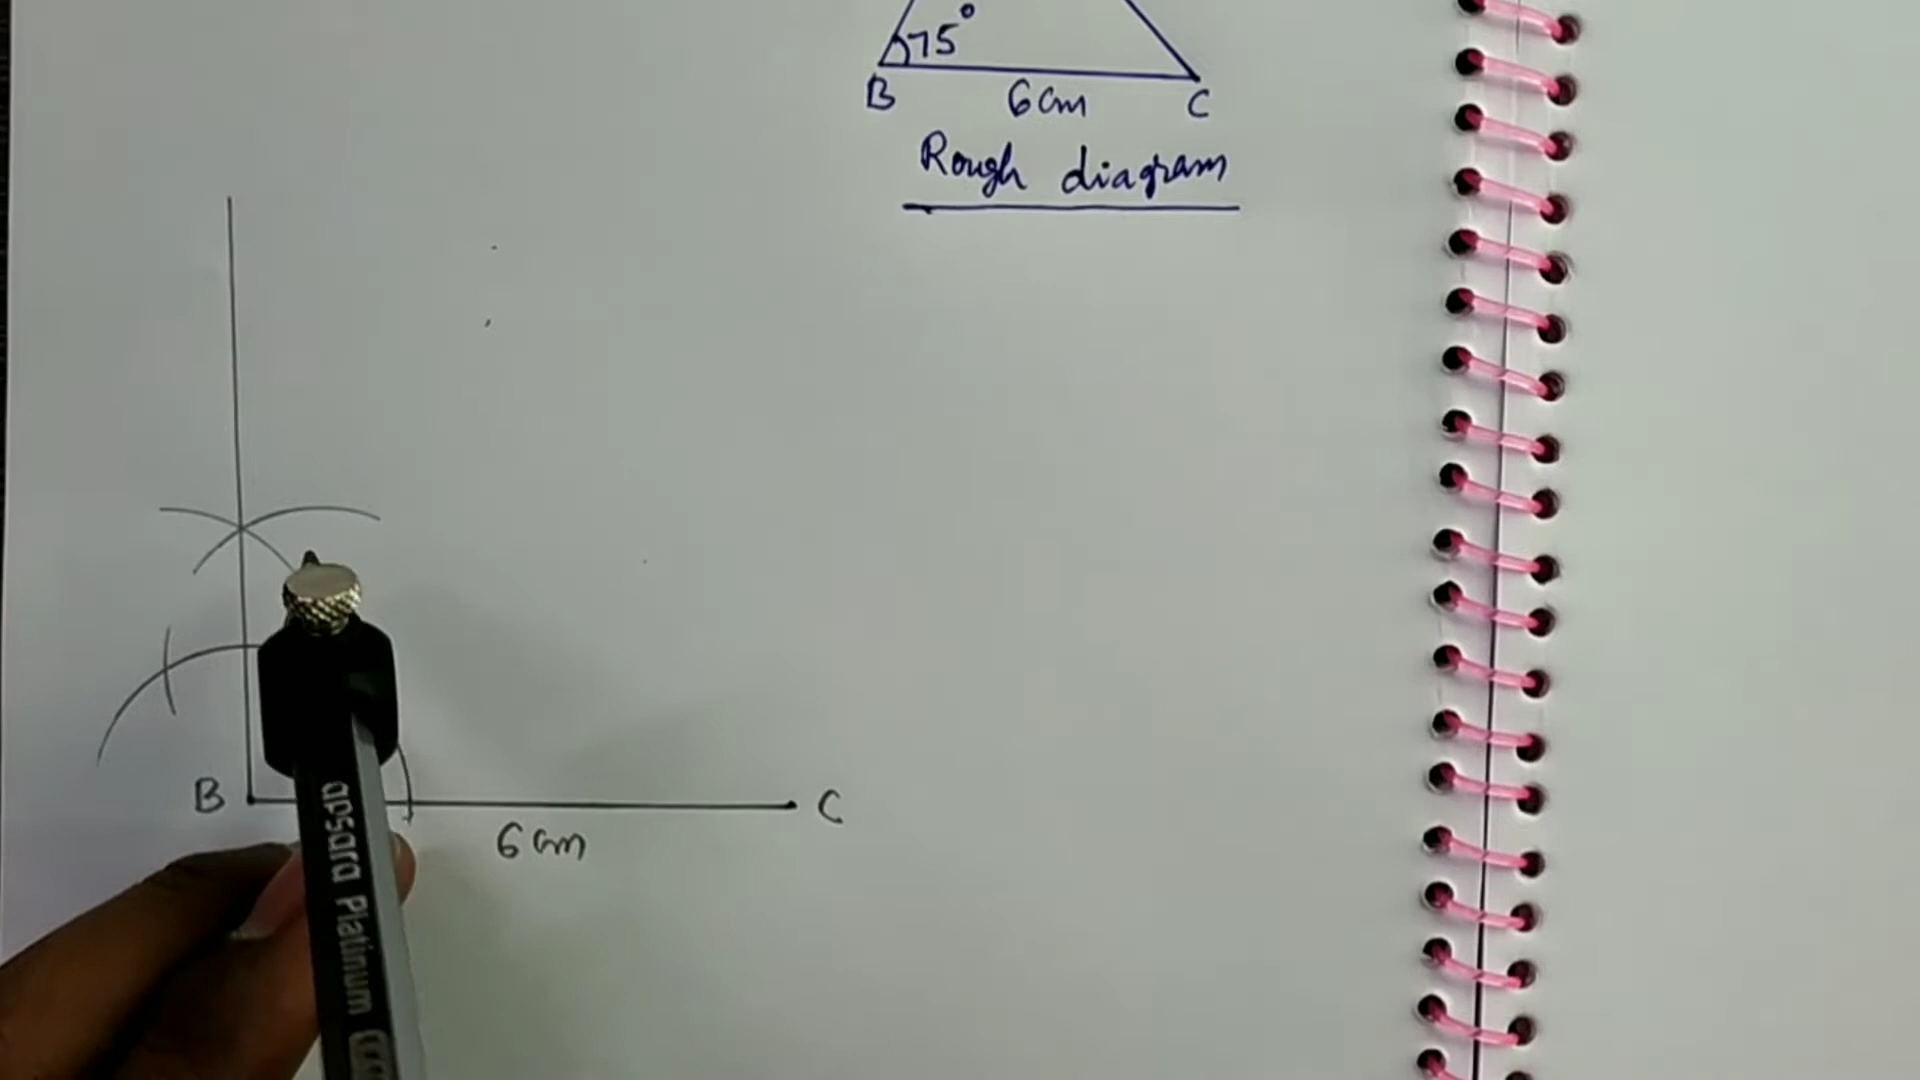 75°
B 6cm C
Rough diagram
B C
6cm
apsara Platinum